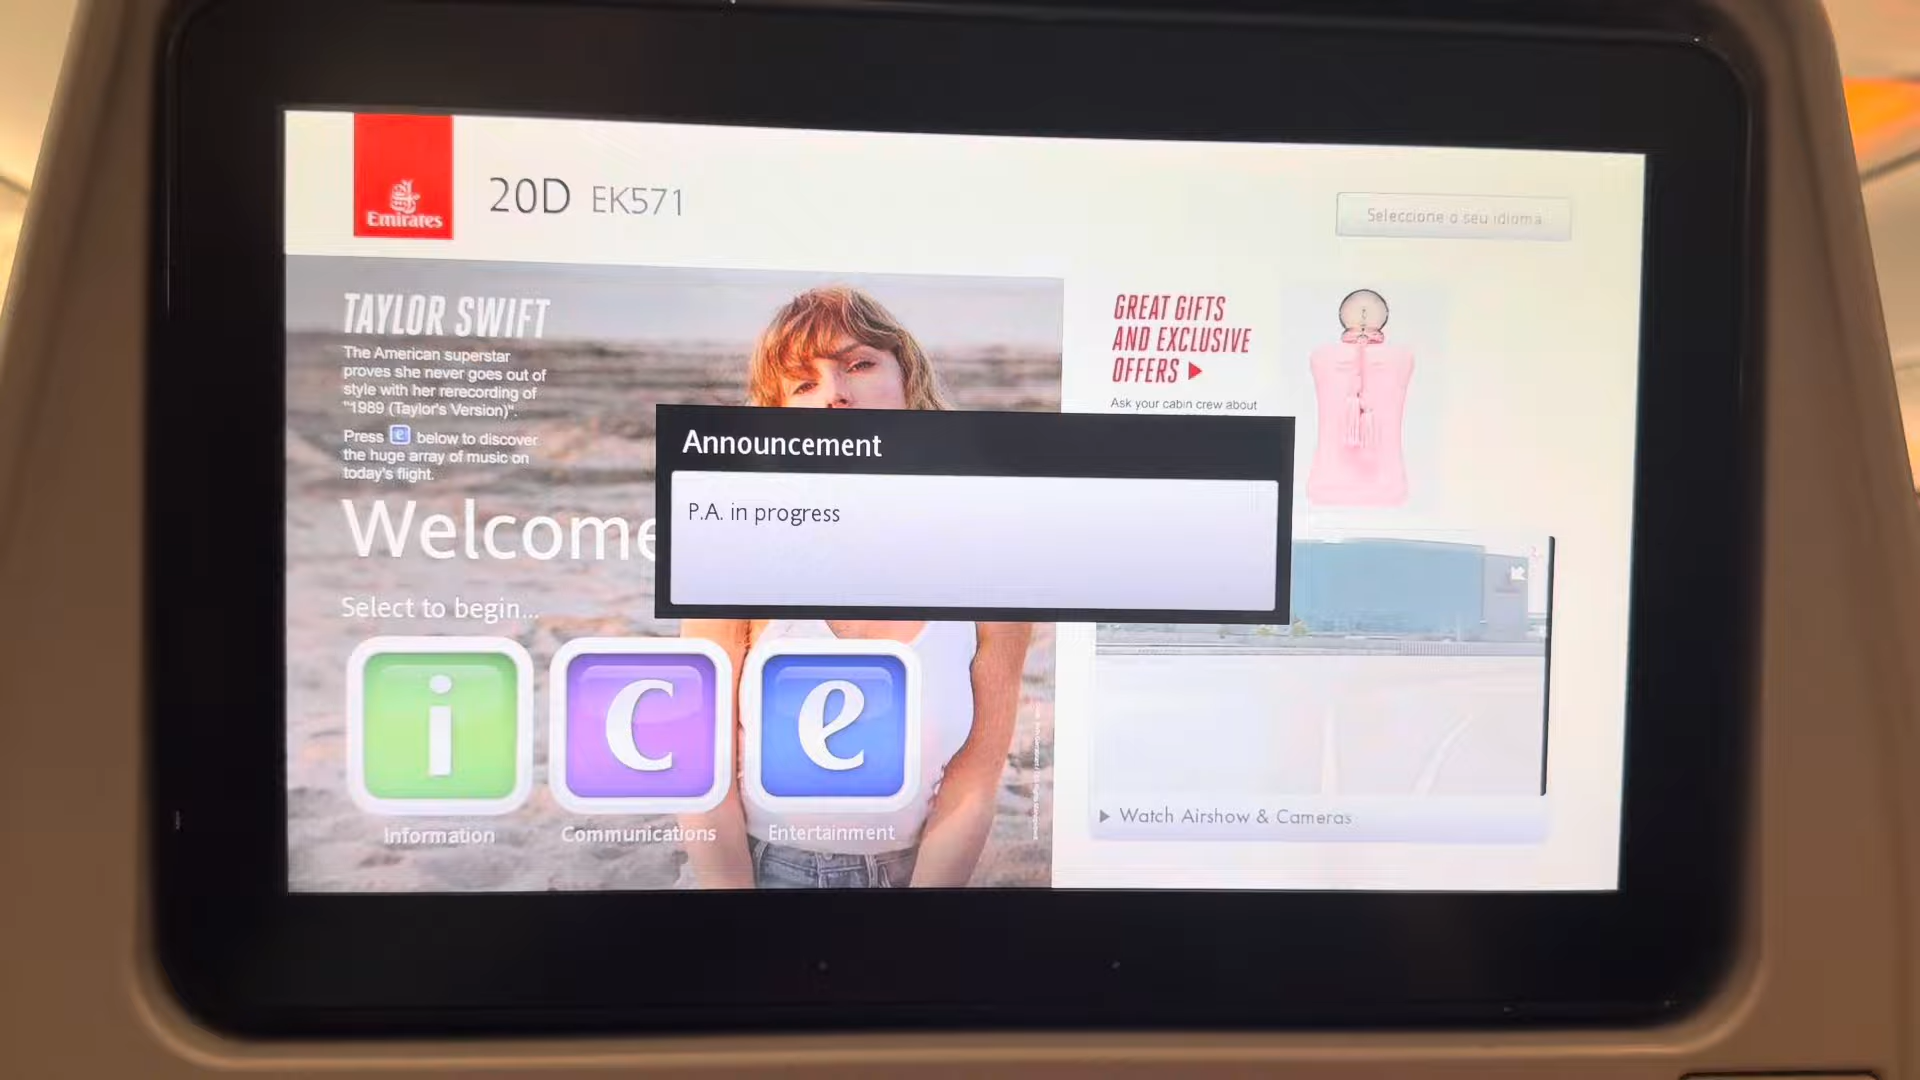 Emirates
20D EK571
Seleccione o seu idioma
TAYLOR SWIFT
The American superstar
proves she never goes out of
style with her rerecording of
"1989 (Taylor's Version)".
Press e below to discover
the huge array of music on
today's flight.
Welcome
Select to begin...
i
Information
c
Communications
e
Entertainment
GREAT GIFTS
AND EXCLUSIVE
OFFERS
Ask your cabin crew about
Announcement
P.A. in progress
Watch Airshow & Cameras